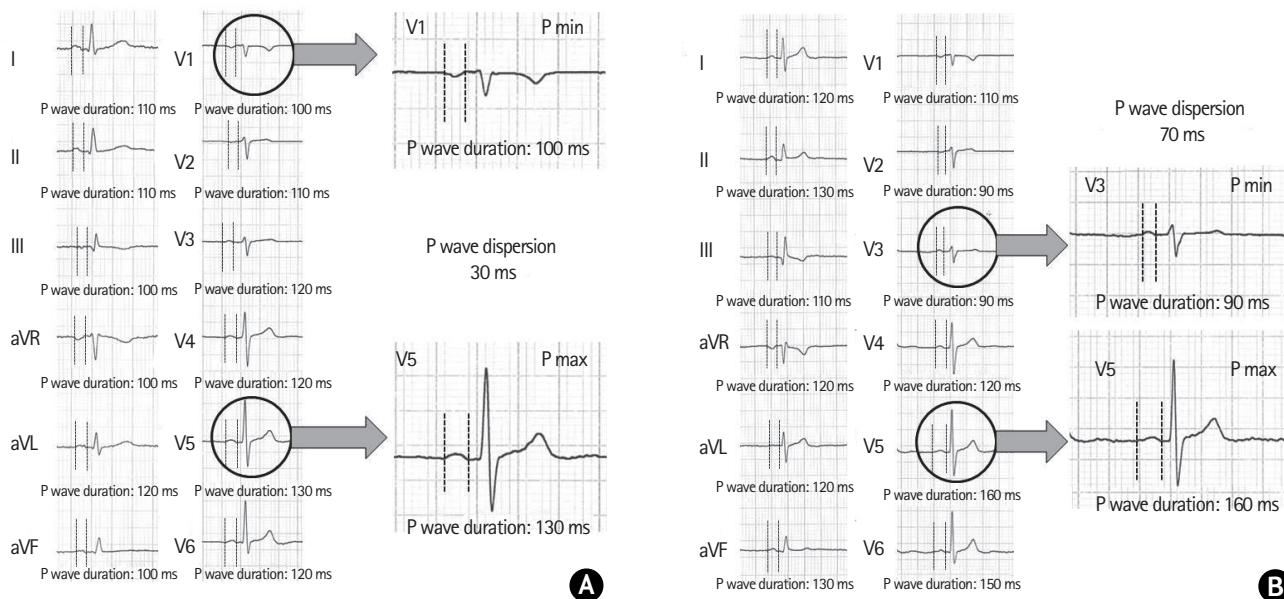 I
P wave duration: 110 ms
II
P wave duration: 110 ms
III
P wave duration: 100 ms
aVR
P wave duration: 100 ms
aVL
P wave duration: 120 ms
aVF
P wave duration: 100 ms
V1
P wave duration: 100 ms
V2
P wave duration: 110 ms
V3
P wave duration: 120 ms
V4
P wave duration: 120 ms
V5
P wave duration: 130 ms
V6
P wave duration: 120 ms
V1 P min
P wave duration: 100 ms
P wave dispersion
30 ms
V5 P max
P wave duration: 130 ms
A
I
P wave duration: 120 ms
II
P wave duration: 130 ms
III
P wave duration: 110 ms
aVR
P wave duration: 120 ms
aVL
P wave duration: 120 ms
aVF
P wave duration: 130 ms
V1
P wave duration: 110 ms
V2
P wave duration: 90 ms
V3
P wave duration: 90 ms
V4
P wave duration: 120 ms
V5
P wave duration: 160 ms
V6
P wave duration: 150 ms
P wave dispersion
70 ms
V3 P min
P wave duration: 90 ms
V5 P max
P wave duration: 160 ms
B